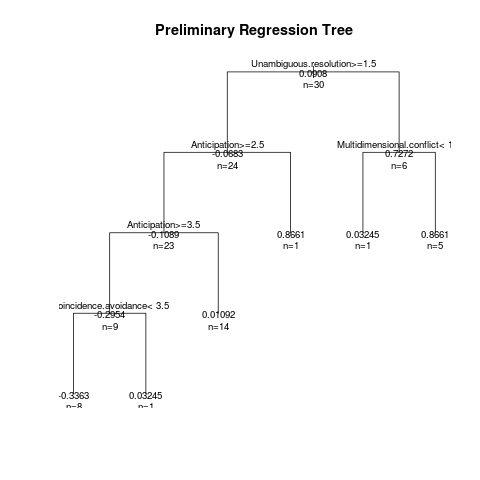 Preliminary Regression Tree
Unambiguous.resolution>=1.5
0.0908
n=30
Anticipation>=2.5
-0.0683
n=24
Multidimensional.conflict< 1
0.7272
n=6
Anticipation>=3.5
-0.1089
n=23
0.8661
n=1
0.03245
n=1
0.8661
n=5
oincidence.avoidance< 3.5
-0.2954
n=9
0.01092
n=14
-0.3363
n=8
0.03245
n=1